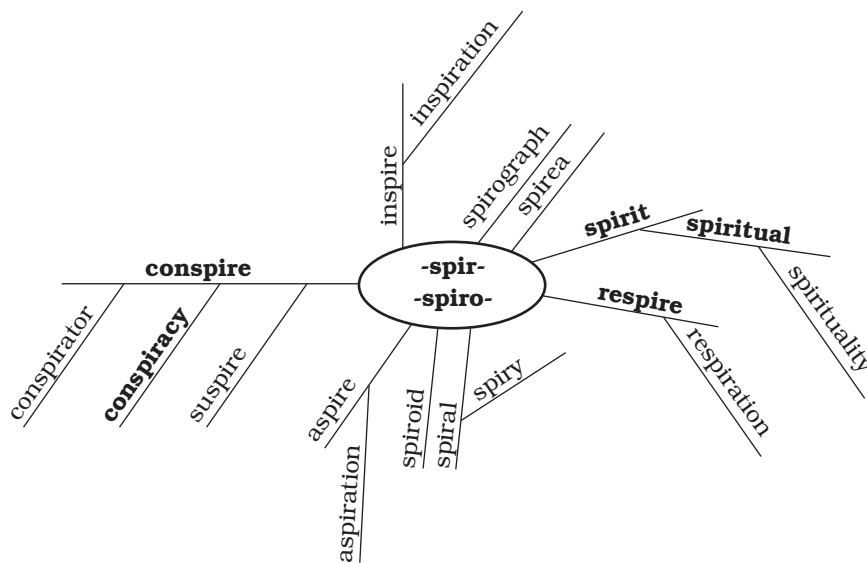 inspiration
inspire
spirograph
spirea
spirit
spiritual
spirituality
conspire
-spir-
-spiro-
respire
respiration
conspirator
conspiracy
suspire
aspire
aspiration
spiroid
spiral
spiry